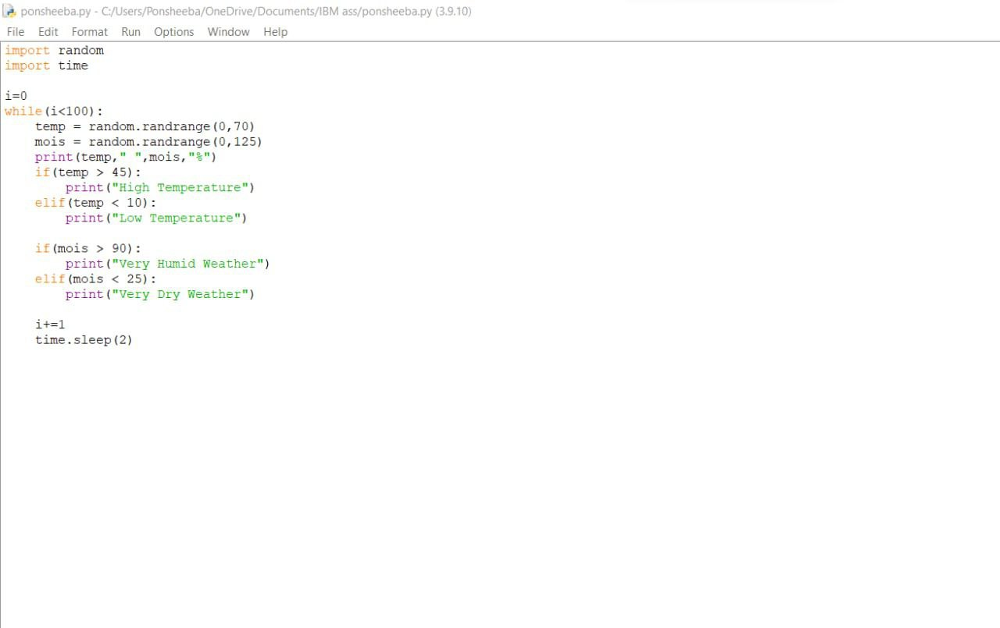 ponsheeba.py - C:/Users/Ponsheeba/OneDrive/Documents/IBM ass/ponsheeba.py (3.9.10)
File Edit Format Run Options Window Help
import random
import time

i=0
while(i<100):
    temp = random.randrange(0,70)
    mois = random.randrange(0,125)
    print(temp," ",mois,"%")
    if(temp > 45):
        print("High Temperature")
    elif(temp < 10):
        print("Low Temperature")

    if(mois > 90):
        print("Very Humid Weather")
    elif(mois < 25):
        print("Very Dry Weather")

    i+=1
    time.sleep(2)